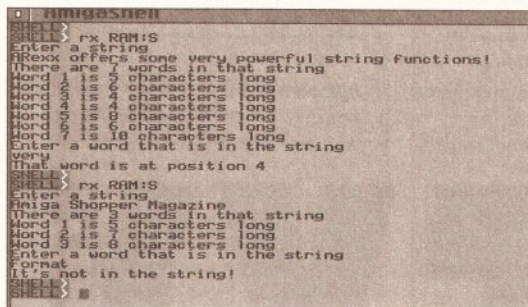 AmigaShell
SHELL>
SHELL> rx RAM:S
Enter a string
ARexx offers some very powerful string functions!
There are 7 words in that string
Word 1 is 5 characters long
Word 2 is 6 characters long
Word 3 is 4 characters long
Word 4 is 4 characters long
Word 5 is 8 characters long
Word 6 is 6 characters long
Word 7 is 10 characters long
Enter a word that is in the string
very
That word is at position 4
SHELL>
SHELL> rx RAM:S
Enter a string
Amiga Shopper Magazine
There are 3 words in that string
Word 1 is 5 characters long
Word 2 is 7 characters long
Word 3 is 8 characters long
Enter a word that is in the string
Format
It's not in the string!
SHELL>
SHELL>